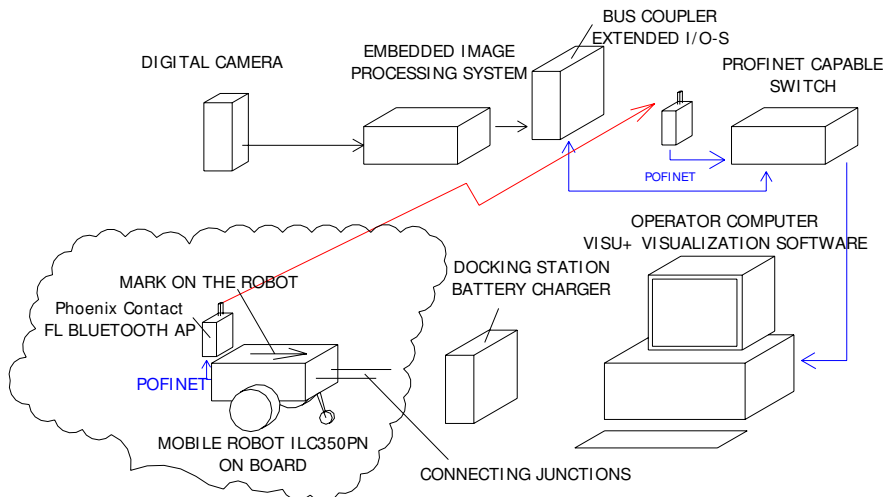 BUS COUPLER
EXTENDED I/O-S
DIGITAL CAMERA
EMBEDDED IMAGE
PROCESSING SYSTEM
PROFINET CAPABLE
SWITCH
POFINET
OPERATOR COMPUTER
VISU+ VISUALIZATION SOFTWARE
DOCKING STATION
BATTERY CHARGER
MARK ON THE ROBOT
Phoenix Contact
FL BLUETOOTH AP
POFINET
MOBILE ROBOT ILC350PN
ON BOARD
CONNECTING JUNCTIONS